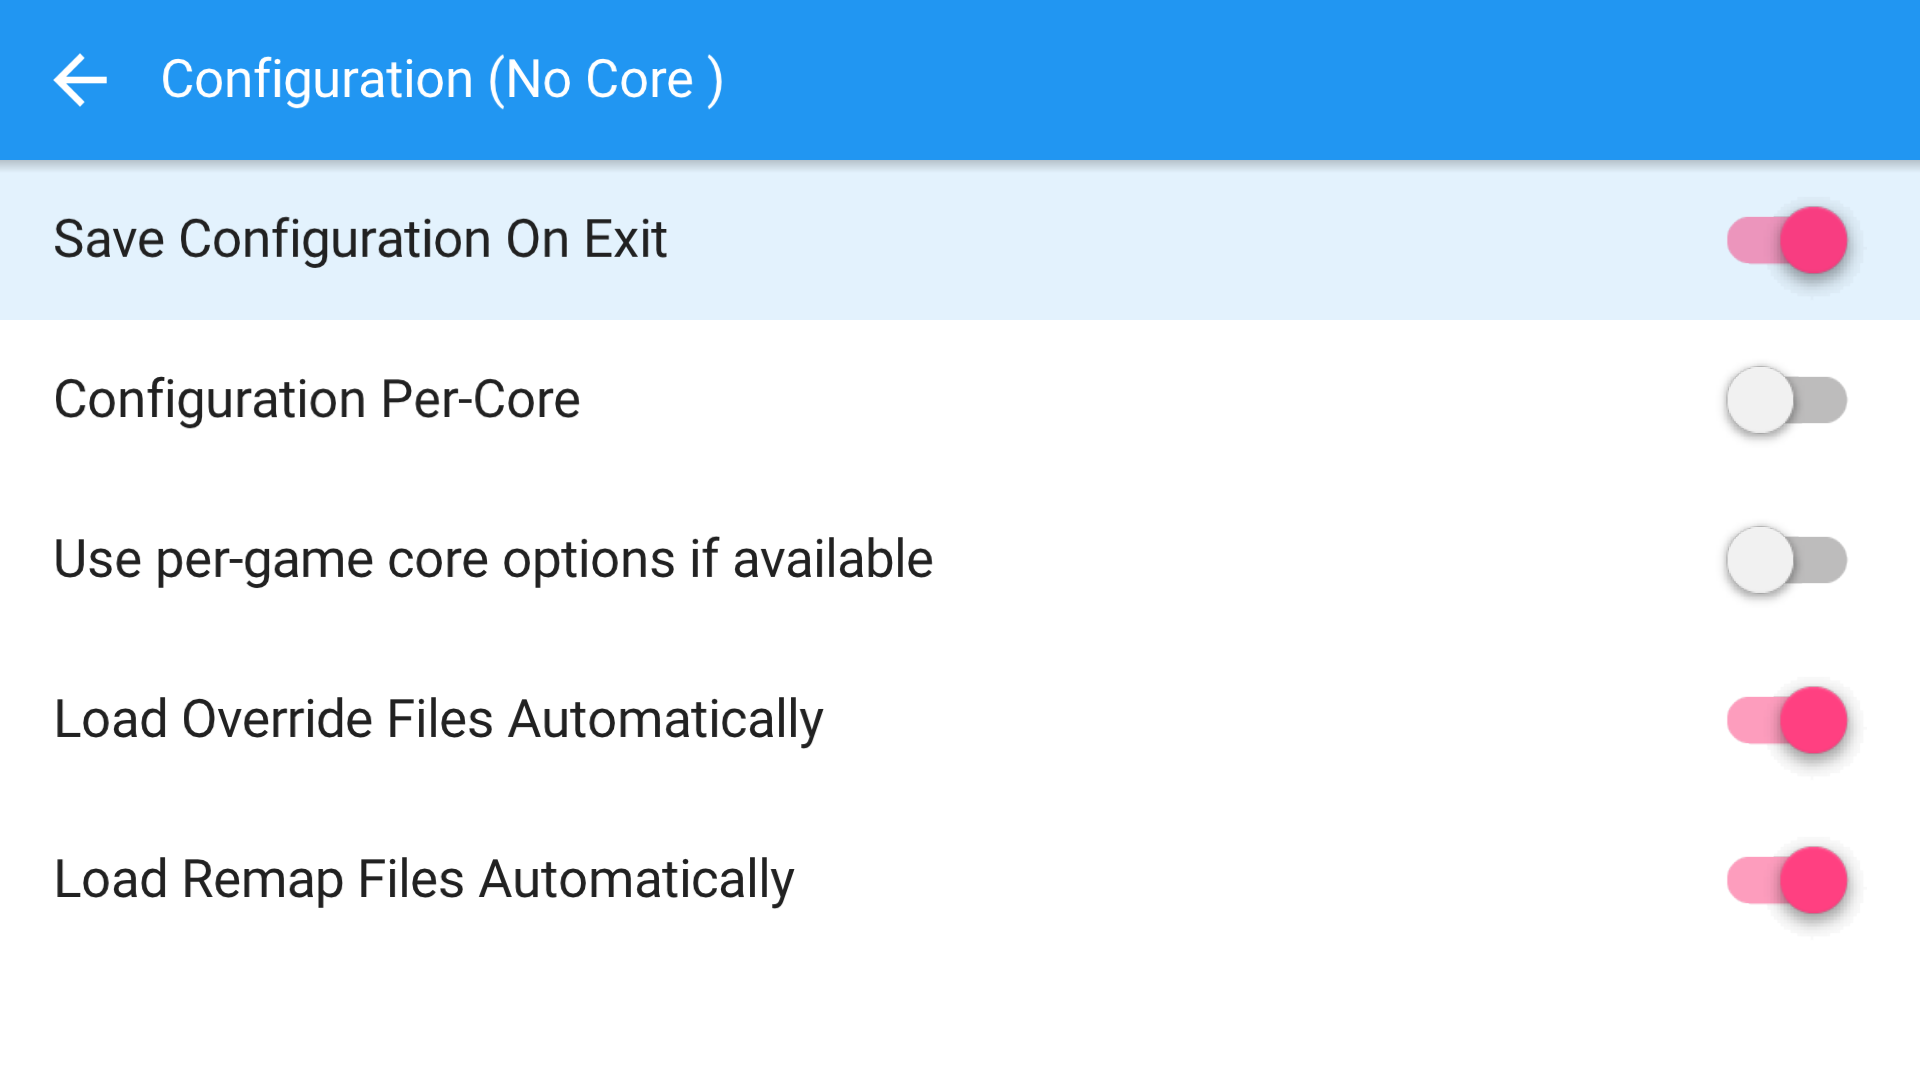 Configuration (No Core )
Save Configuration On Exit
Configuration Per-Core
Use per-game core options if available
Load Override Files Automatically
Load Remap Files Automatically